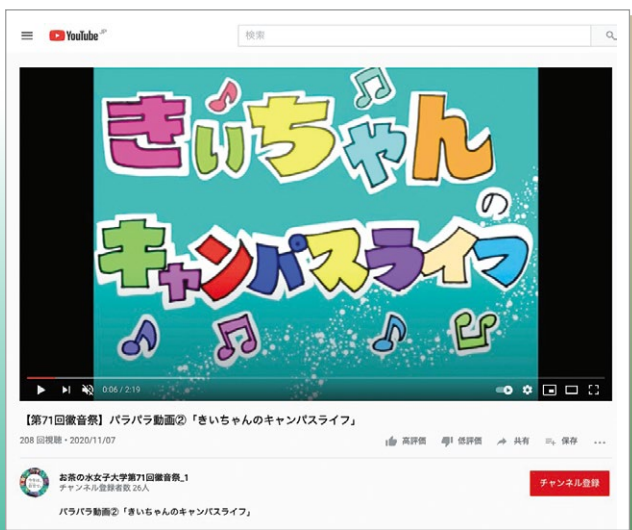 YouTube JP
検索
きぃちゃん
の
キャンパスライフ
0:06 / 2:19
【第71回徽音祭】パラパラ動画②「きいちゃんのキャンパスライフ」
208 回視聴・2020/11/07
高評価 低評価 共有 保存 …
お茶の水女子大学第71回徽音祭_1
チャンネル登録者数 26人
チャンネル登録
パラパラ動画②「きいちゃんのキャンパスライフ」